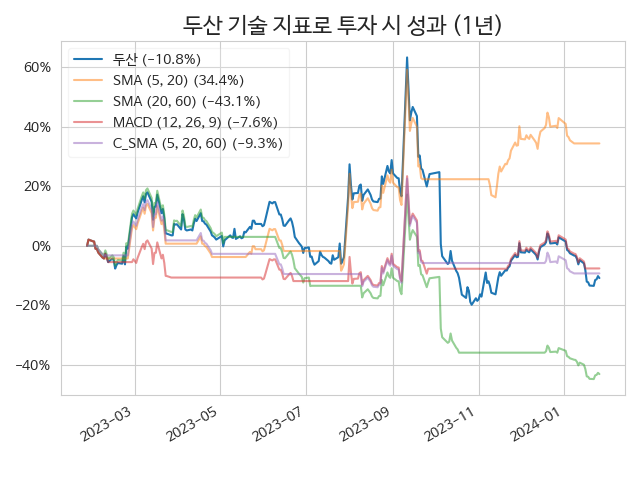 두산 기술 지표로 투자 시 성과 (1년)
두산 (−10.8%)
SMA (5, 20) (34.4%)
SMA (20, 60) (−43.1%)
MACD (12, 26, 9) (−7.6%)
C_SMA (5, 20, 60) (−9.3%)
60%
40%
20%
0%
−20%
−40%
2023−03
2023−05
2023−07
2023−09
2023−11
2024−01